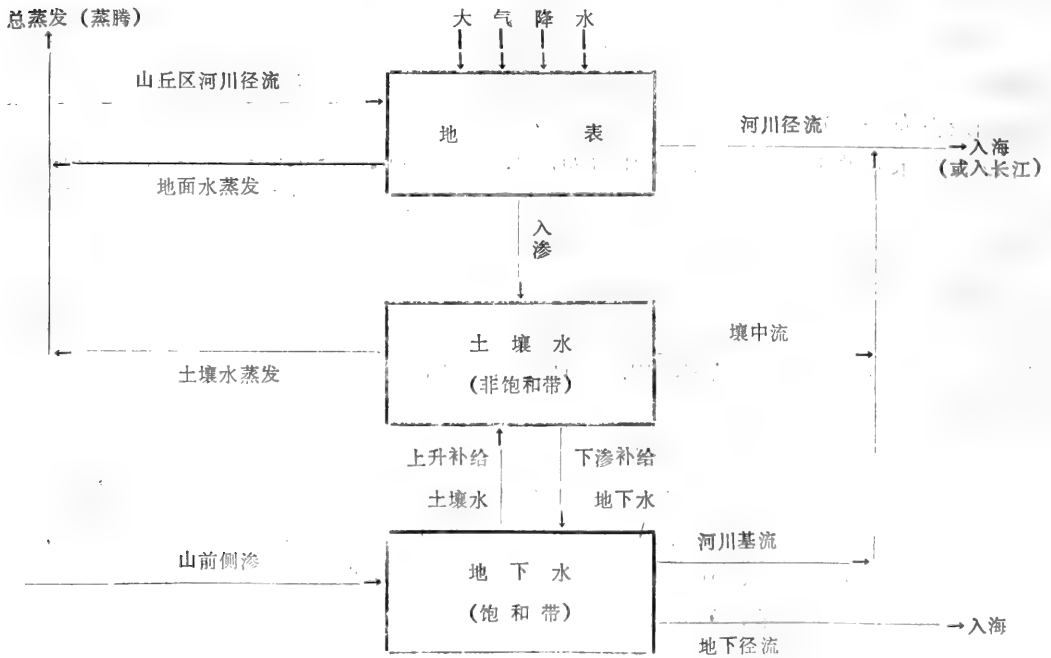 总蒸发(蒸腾)
大气降水
山丘区河川径流
地表
河川径流
入海
(或入长江)
地面水蒸发
入渗
土壤水
(非饱和带)
壤中流
土壤水蒸发
上升补给
土壤水
下渗补给
地下水
山前侧渗
地下水
(饱和带)
河川基流
入海
地下径流